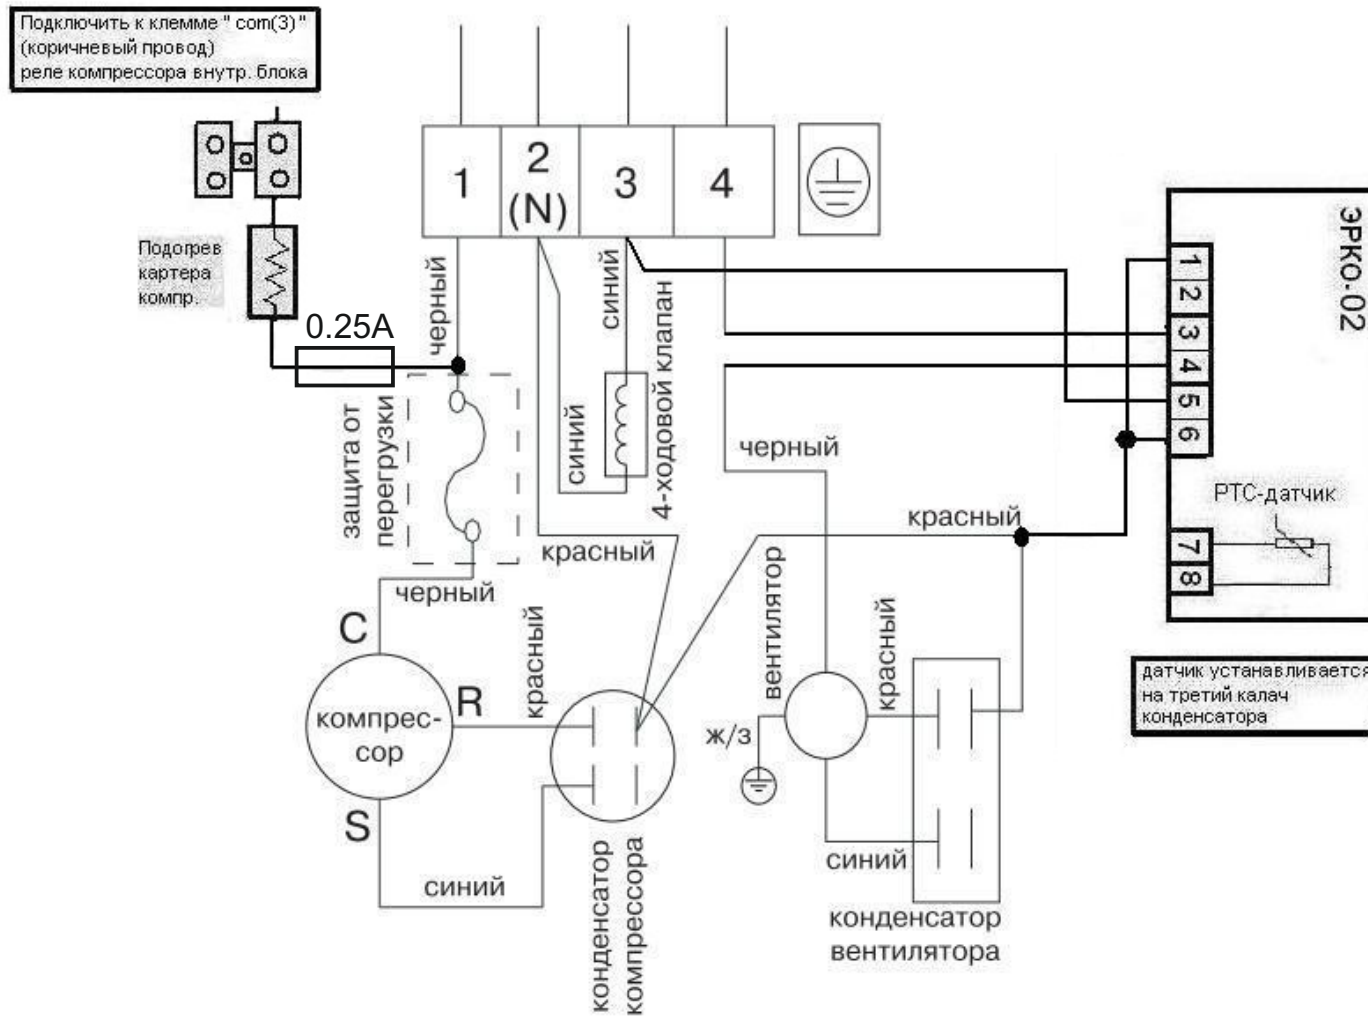 Подключить к клемме " com(3) "
(коричневый провод)
реле компрессора внутр. блока
1
2
(N)
3
4
Подогрев
картера
компр.
0.25А
черный
синий
4-ходовой клапан
синий
защита от
перегрузки
черный
красный
черный
красный
ЭРКО-02
1
2
3
4
5
6
РТС-датчик
7
8
датчик устанавливается
на третий калач
конденсатора
C
R
S
компрес-
сор
красный
синий
конденсатор
компрессора
вентилятор
красный
ж/з
синий
конденсатор
вентилятора